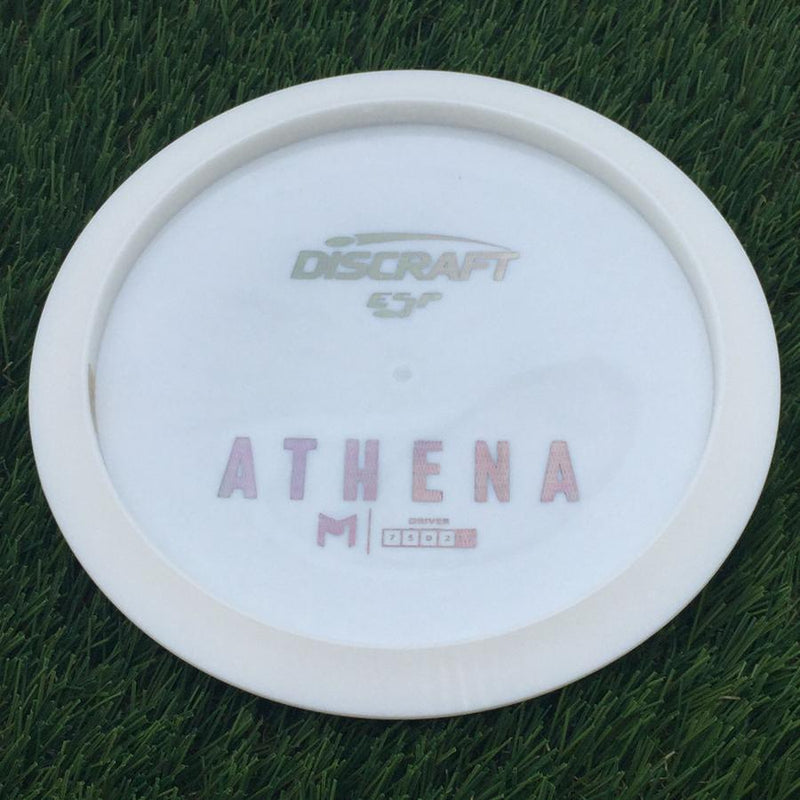 DISCRAFT
ESP
ATHENA
M
DRIVER
7 5 0 2